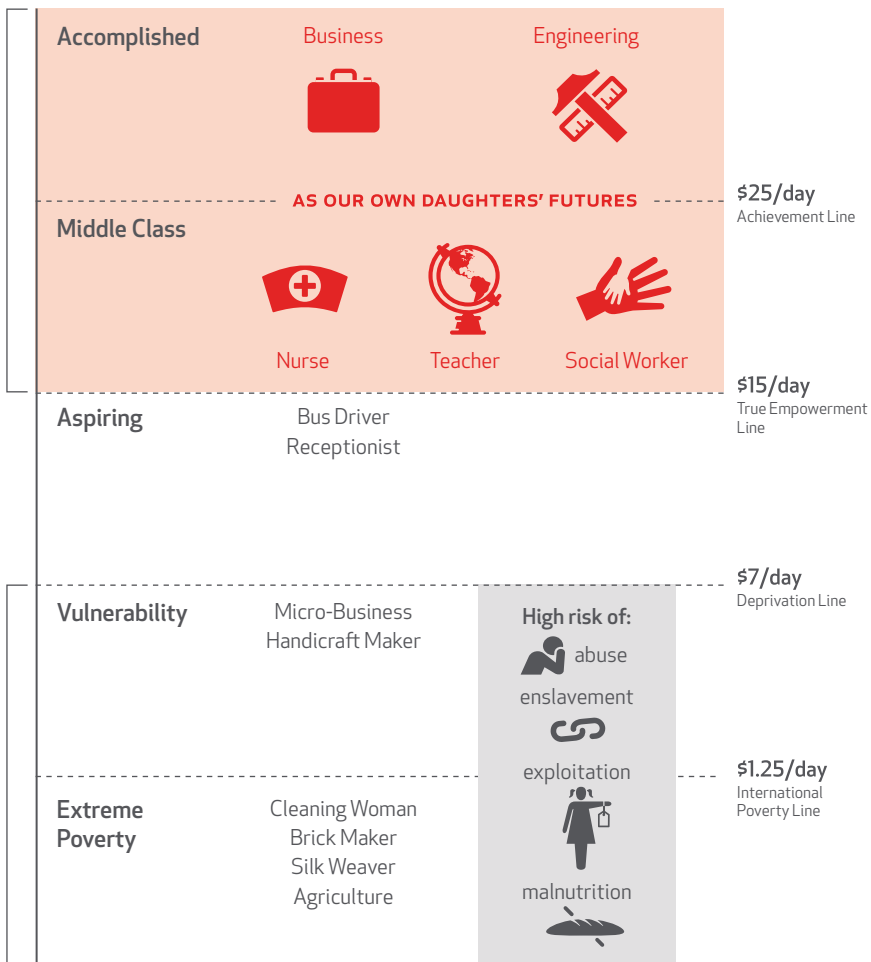 Accomplished
Business
Engineering
AS OUR OWN DAUGHTERS' FUTURES
$25/day
Achievement Line
Middle Class
Nurse
Teacher
Social Worker
$15/day
True Empowerment
Line
Aspiring
Bus Driver
Receptionist
$7/day
Deprivation Line
Vulnerability
Micro-Business
Handicraft Maker
High risk of:
abuse
enslavement
exploitation
$1.25/day
International
Poverty Line
Extreme
Poverty
Cleaning Woman
Brick Maker
Silk Weaver
Agriculture
malnutrition